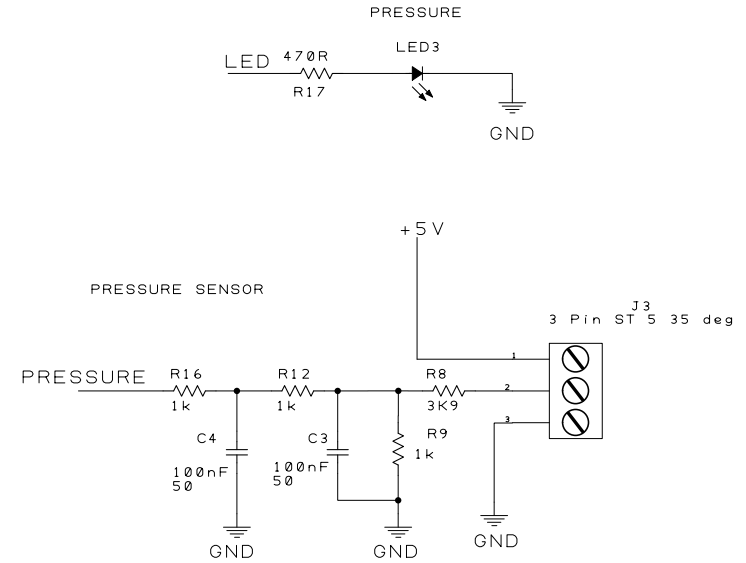 PRESSURE
LED3
LED
470R
R17
GND
+5V
PRESSURE SENSOR
J3
3 Pin ST 5 35 deg
1
PRESSURE
R16
R12
R8
2
1k
1k
3K9
3
C4
C3
R9
1k
100nF
50
100nF
50
GND
GND
GND